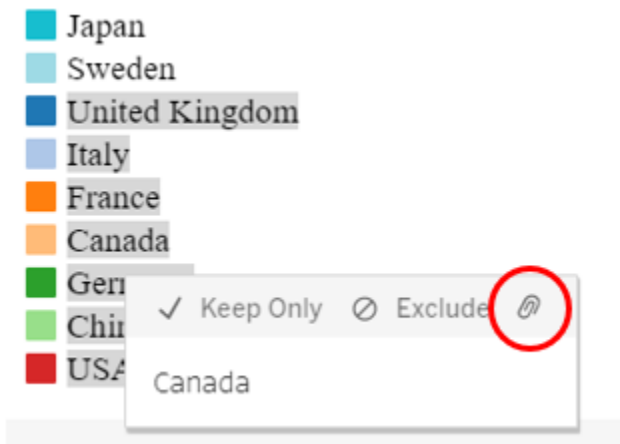 Japan
Sweden
United Kingdom
Italy
France
Canada
Keep Only Exclude
Canada